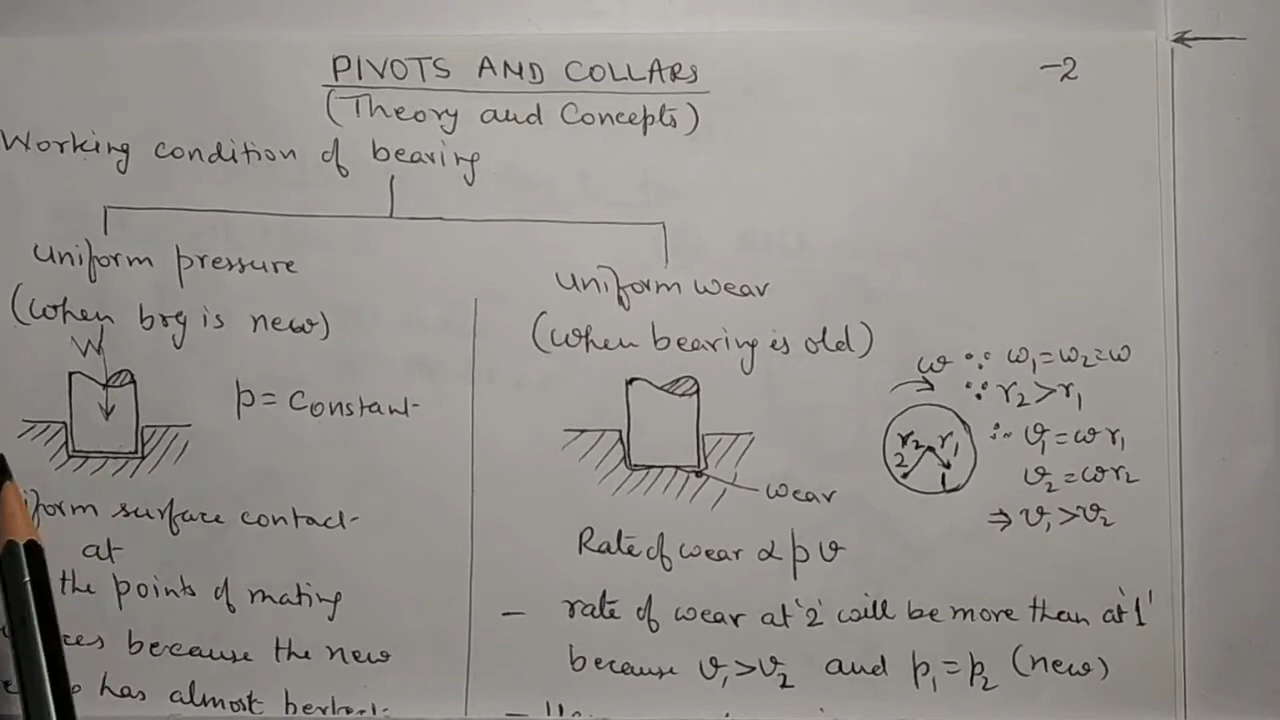 PIVOTS AND COLLARS
-2
(Theory and Concepts)
Working condition of bearing
Uniform pressure
(when brg is new)
W
p = Constant
iform surface contact
at
the points of mating
ces because the new
has almost
Uniform wear
(when bearing is old)
wear
Rate of wear ∝ p v
- rate of wear at '2' will be more than at '1'
because v₁>v₂ and p₁=p₂ (new)
ω ∵ ω₁=ω₂=ω
∵ r₂>r₁
∴ v₁=ωr₁
v₂=ωr₂
⇒ v₁>v₂
r₂ r₁
2 1